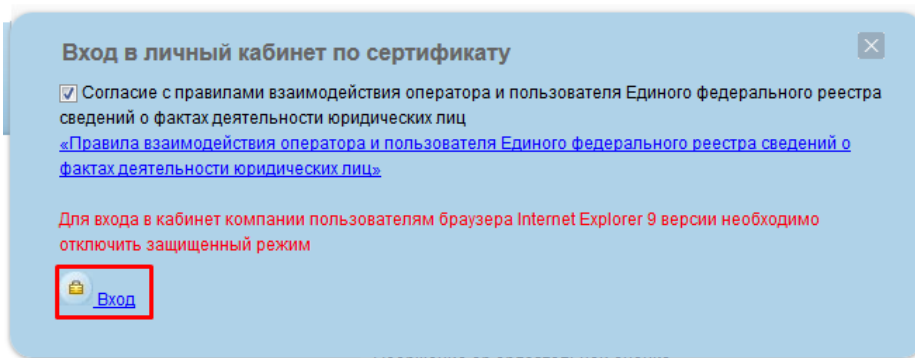 Вход в личный кабинет по сертификату
Согласие с правилами взаимодействия оператора и пользователя Единого федерального реестра
сведений о фактах деятельности юридических лиц
«Правила взаимодействия оператора и пользователя Единого федерального реестра сведений о
фактах деятельности юридических лиц»
Для входа в кабинет компании пользователям браузера Internet Explorer 9 версии необходимо
отключить защищенный режим
Вход